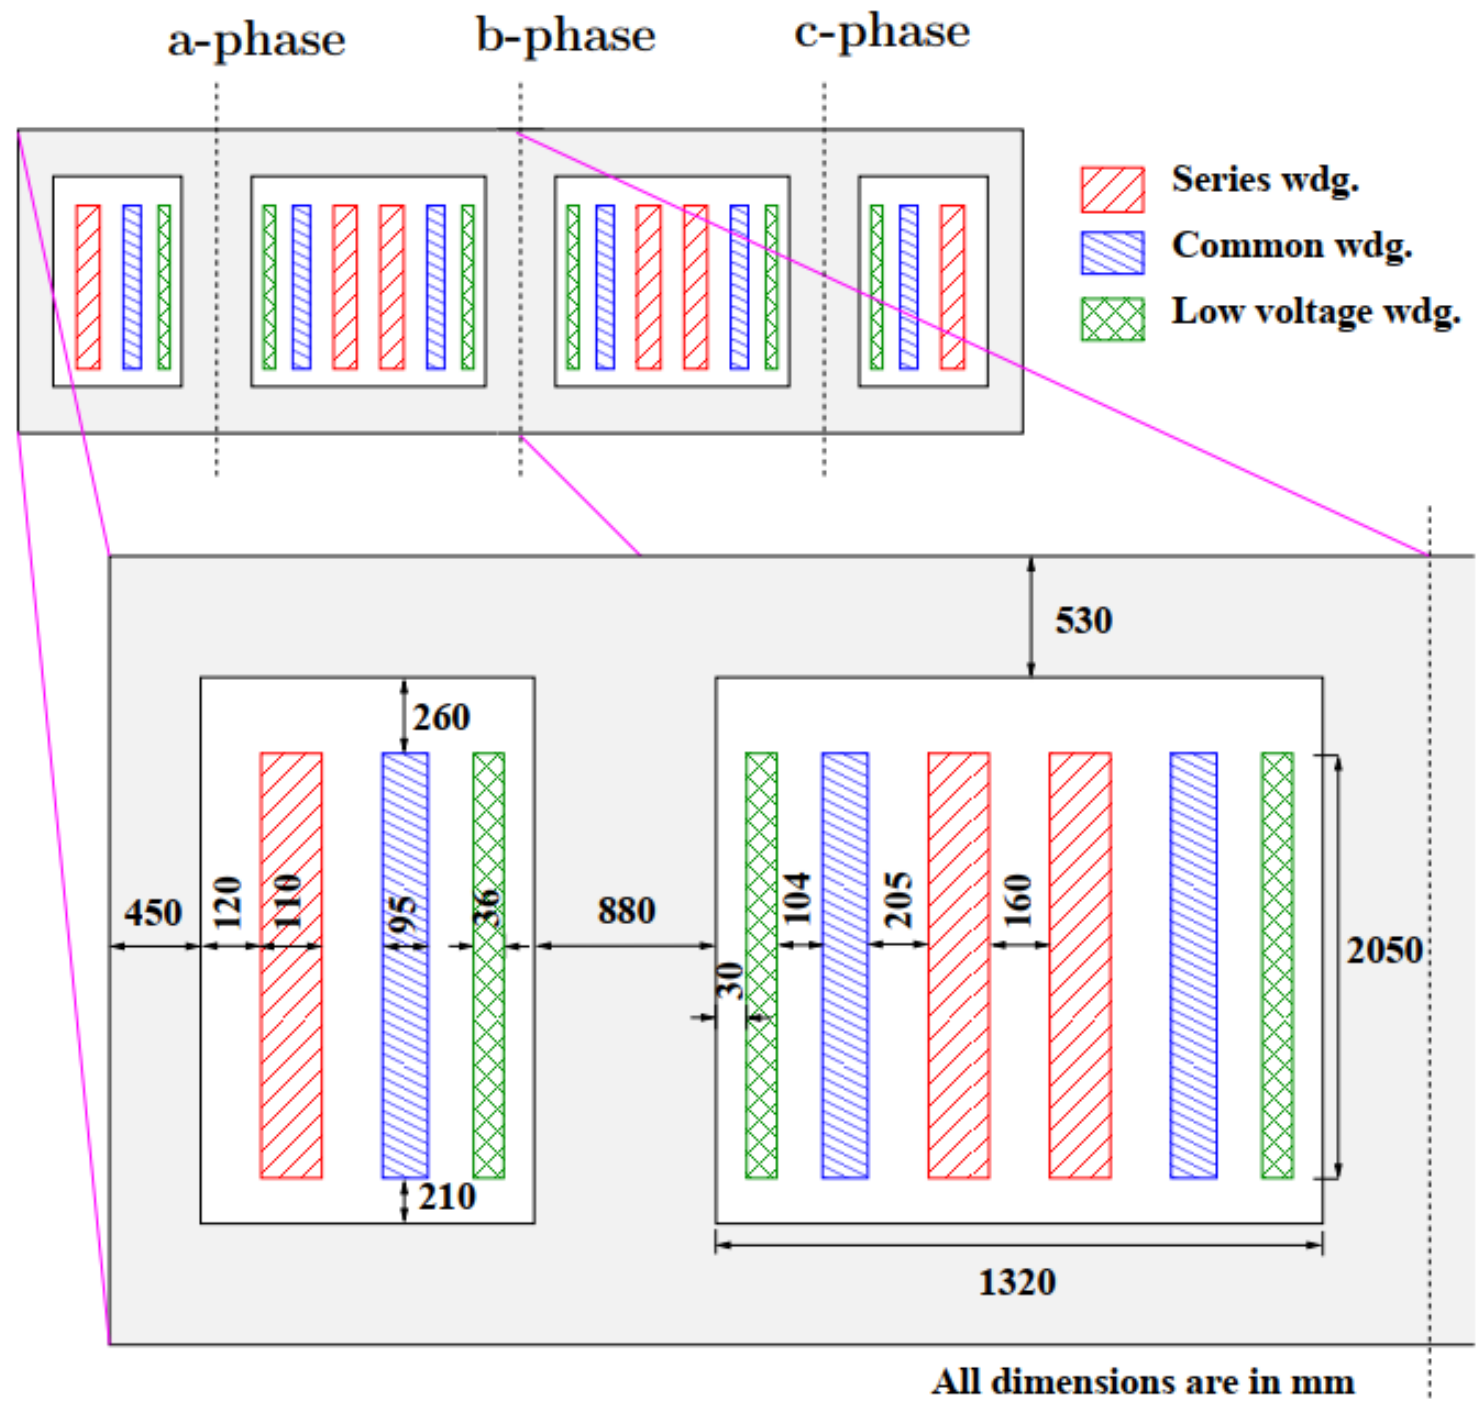 a-phase
b-phase
c-phase
Series wdg.
Common wdg.
Low voltage wdg.
530
260
450
120
110
95
36
880
30
104
205
160
2050
210
1320
All dimensions are in mm